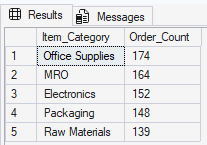 Results Messages
Item_Category Order_Count
1 Office Supplies 174
2 MRO 164
3 Electronics 152
4 Packaging 148
5 Raw Materials 139